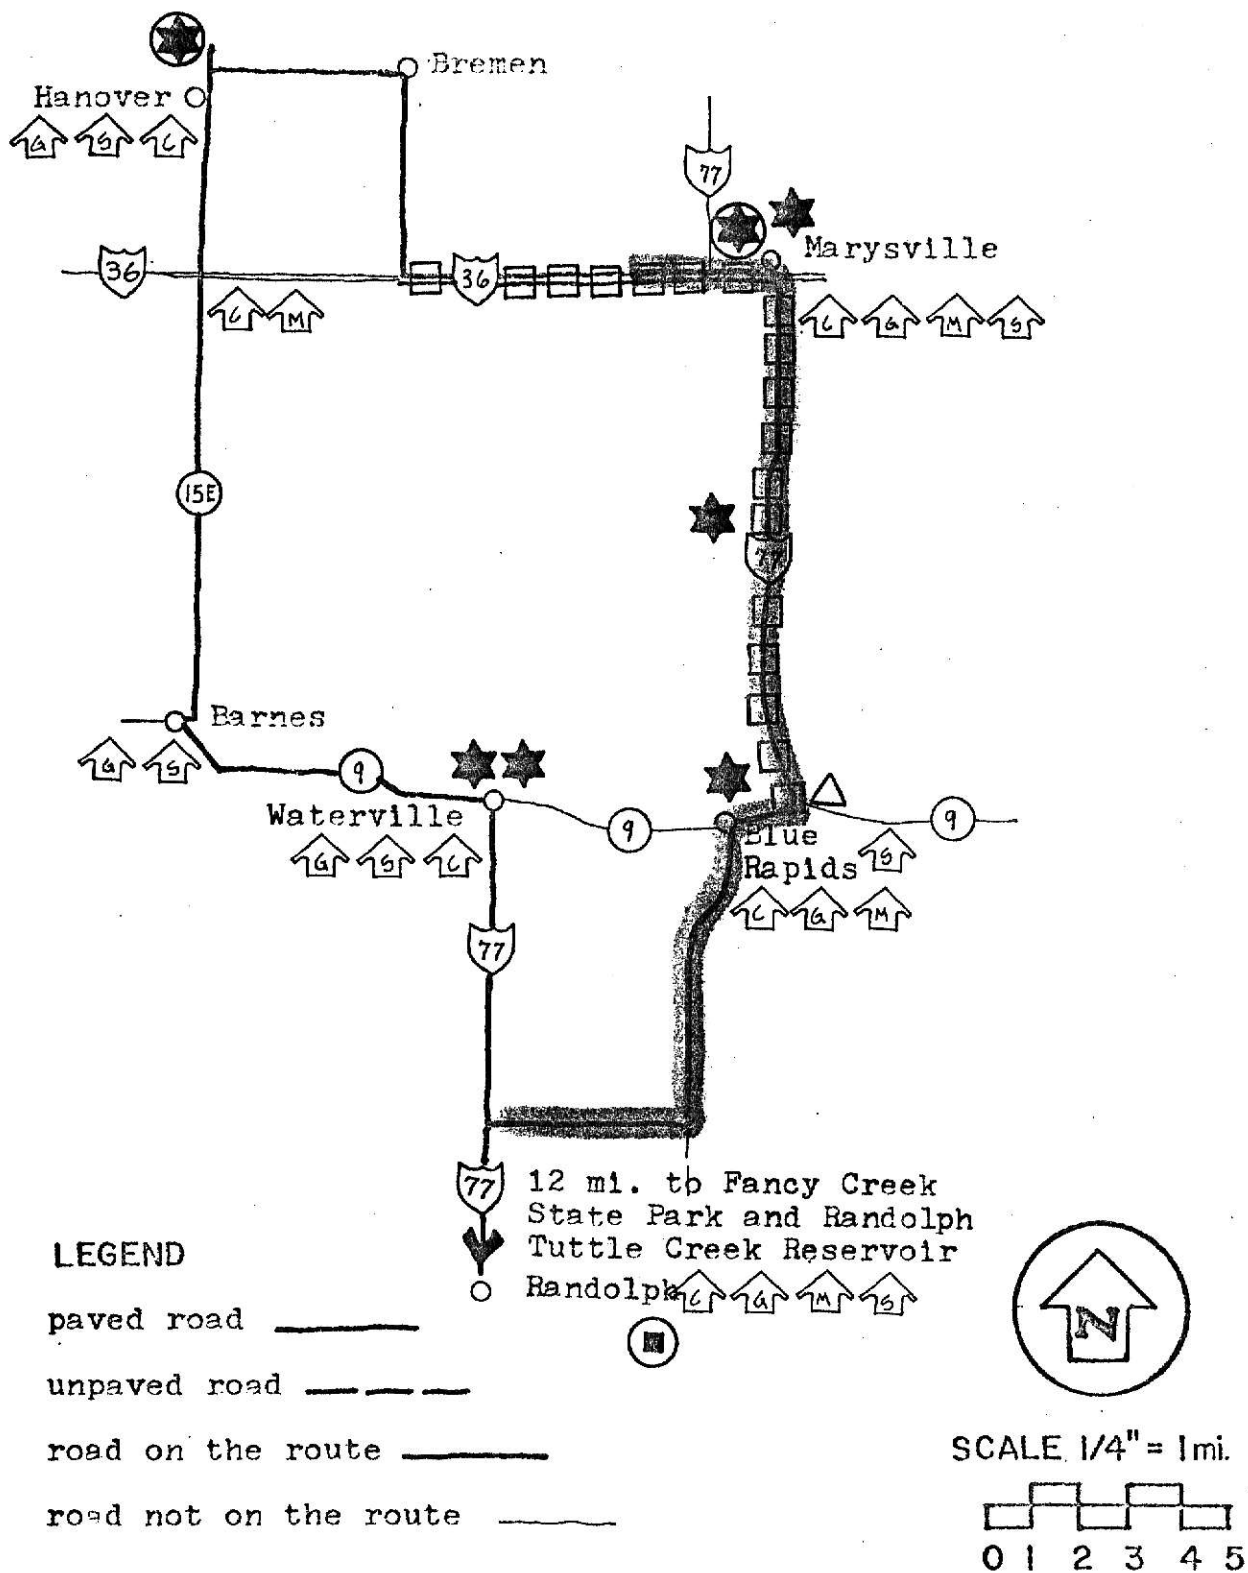 Bremen
Hanover
G S C
77
Marysville
36
36
C M
C G M S
15E
77
Barnes
G S
9
Waterville
G S C
9
9
Blue
Rapids
S
C G M
77
77
12 mi. to Fancy Creek
State Park and Randolph
Tuttle Creek Reservoir
Randolph
C G M S
LEGEND
paved road
unpaved road
road on the route
road not on the route
N
SCALE 1/4" = 1mi.
0 1 2 3 4 5